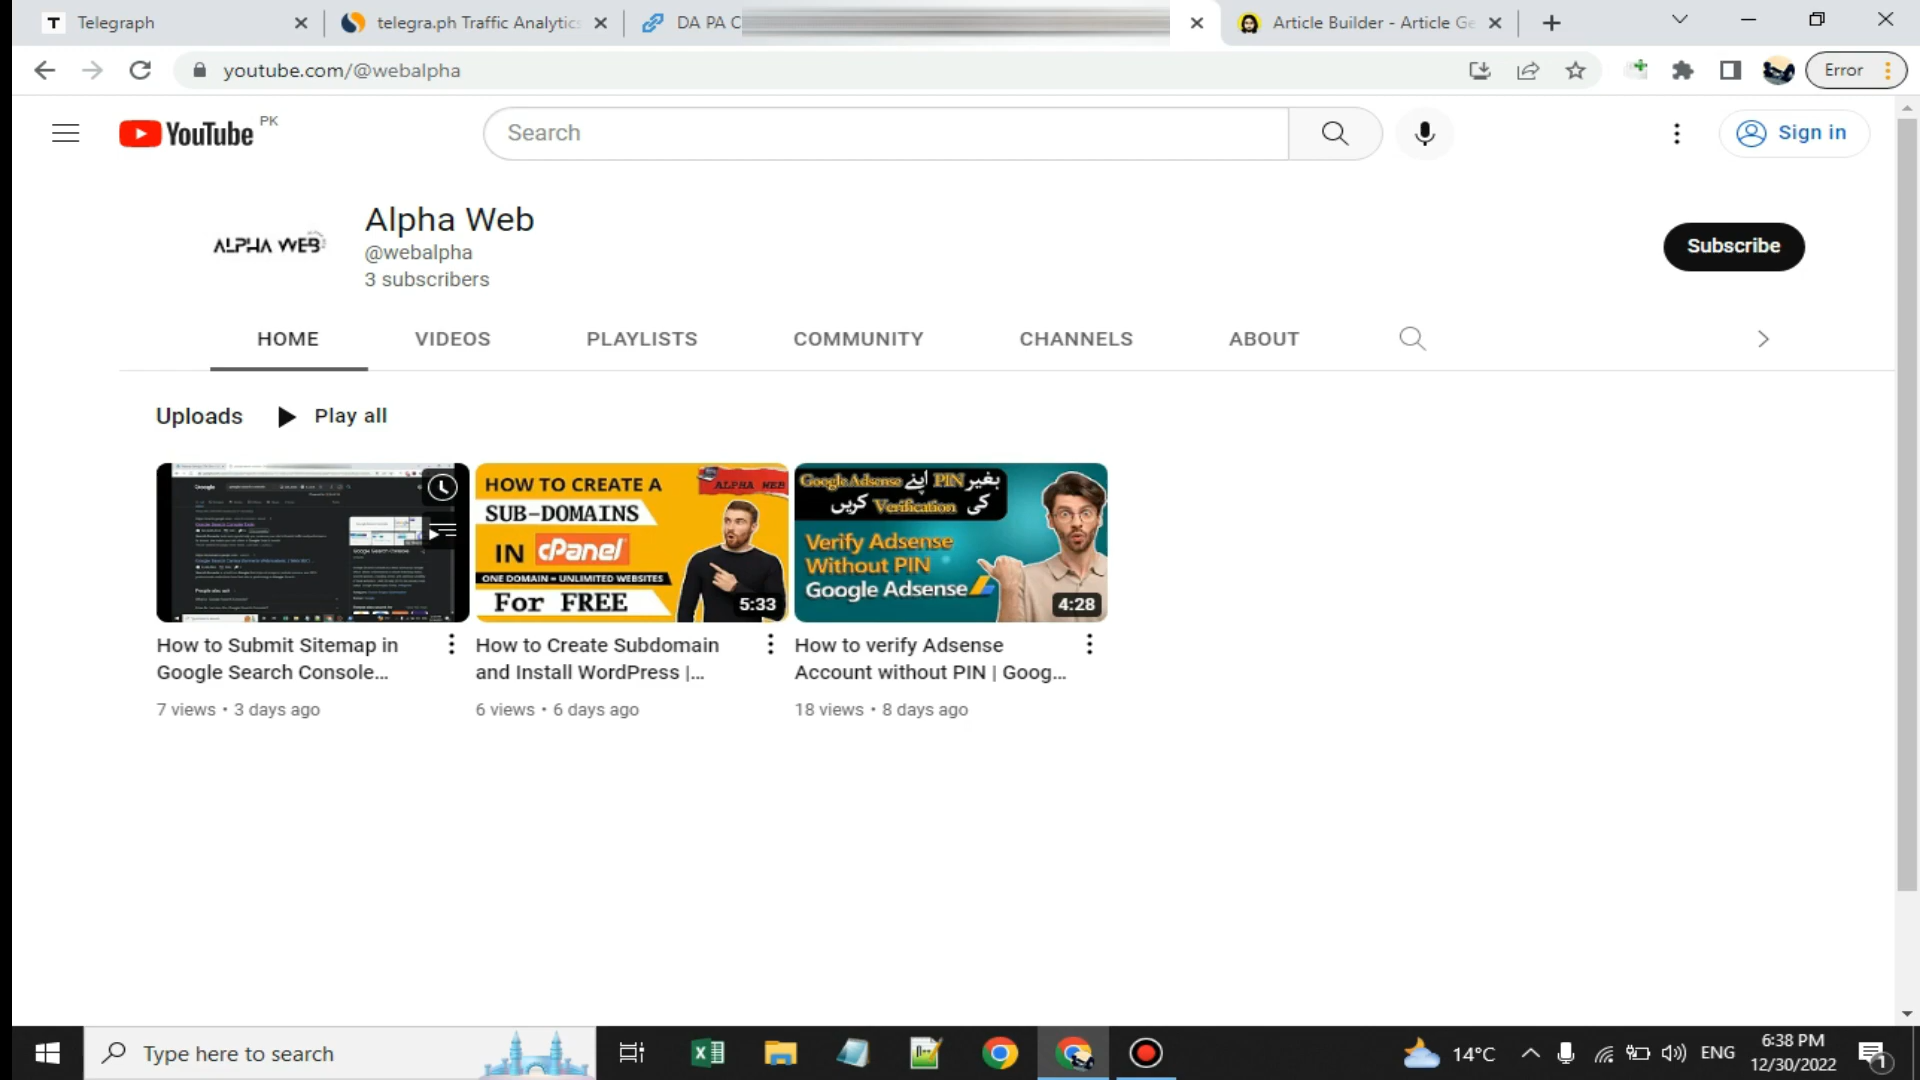 Telegraph
telegra.ph Traffic Analytics
DA PA C
Article Builder - Article Ge
youtube.com/@webalpha
Error
YouTube PK
Search
Sign in
ALPHA WEB
Alpha Web
@webalpha
3 subscribers
Subscribe
HOME
VIDEOS
PLAYLISTS
COMMUNITY
CHANNELS
ABOUT
Uploads
Play all
Google
HOW TO CREATE A
ALPHA WEB
SUB-DOMAINS
IN cPanel
ONE DOMAIN = UNLIMITED WEBSITES
For FREE
5:33
بغیر PIN اپنے Google Adsense
کی Verification کریں
Verify Adsense
Without PIN
Google Adsense
4:28
How to Submit Sitemap in
Google Search Console...
7 views • 3 days ago
How to Create Subdomain
and Install WordPress |...
6 views • 6 days ago
How to verify Adsense
Account without PIN | Goog...
18 views • 8 days ago
Type here to search
14°C
ENG
6:38 PM
12/30/2022
1